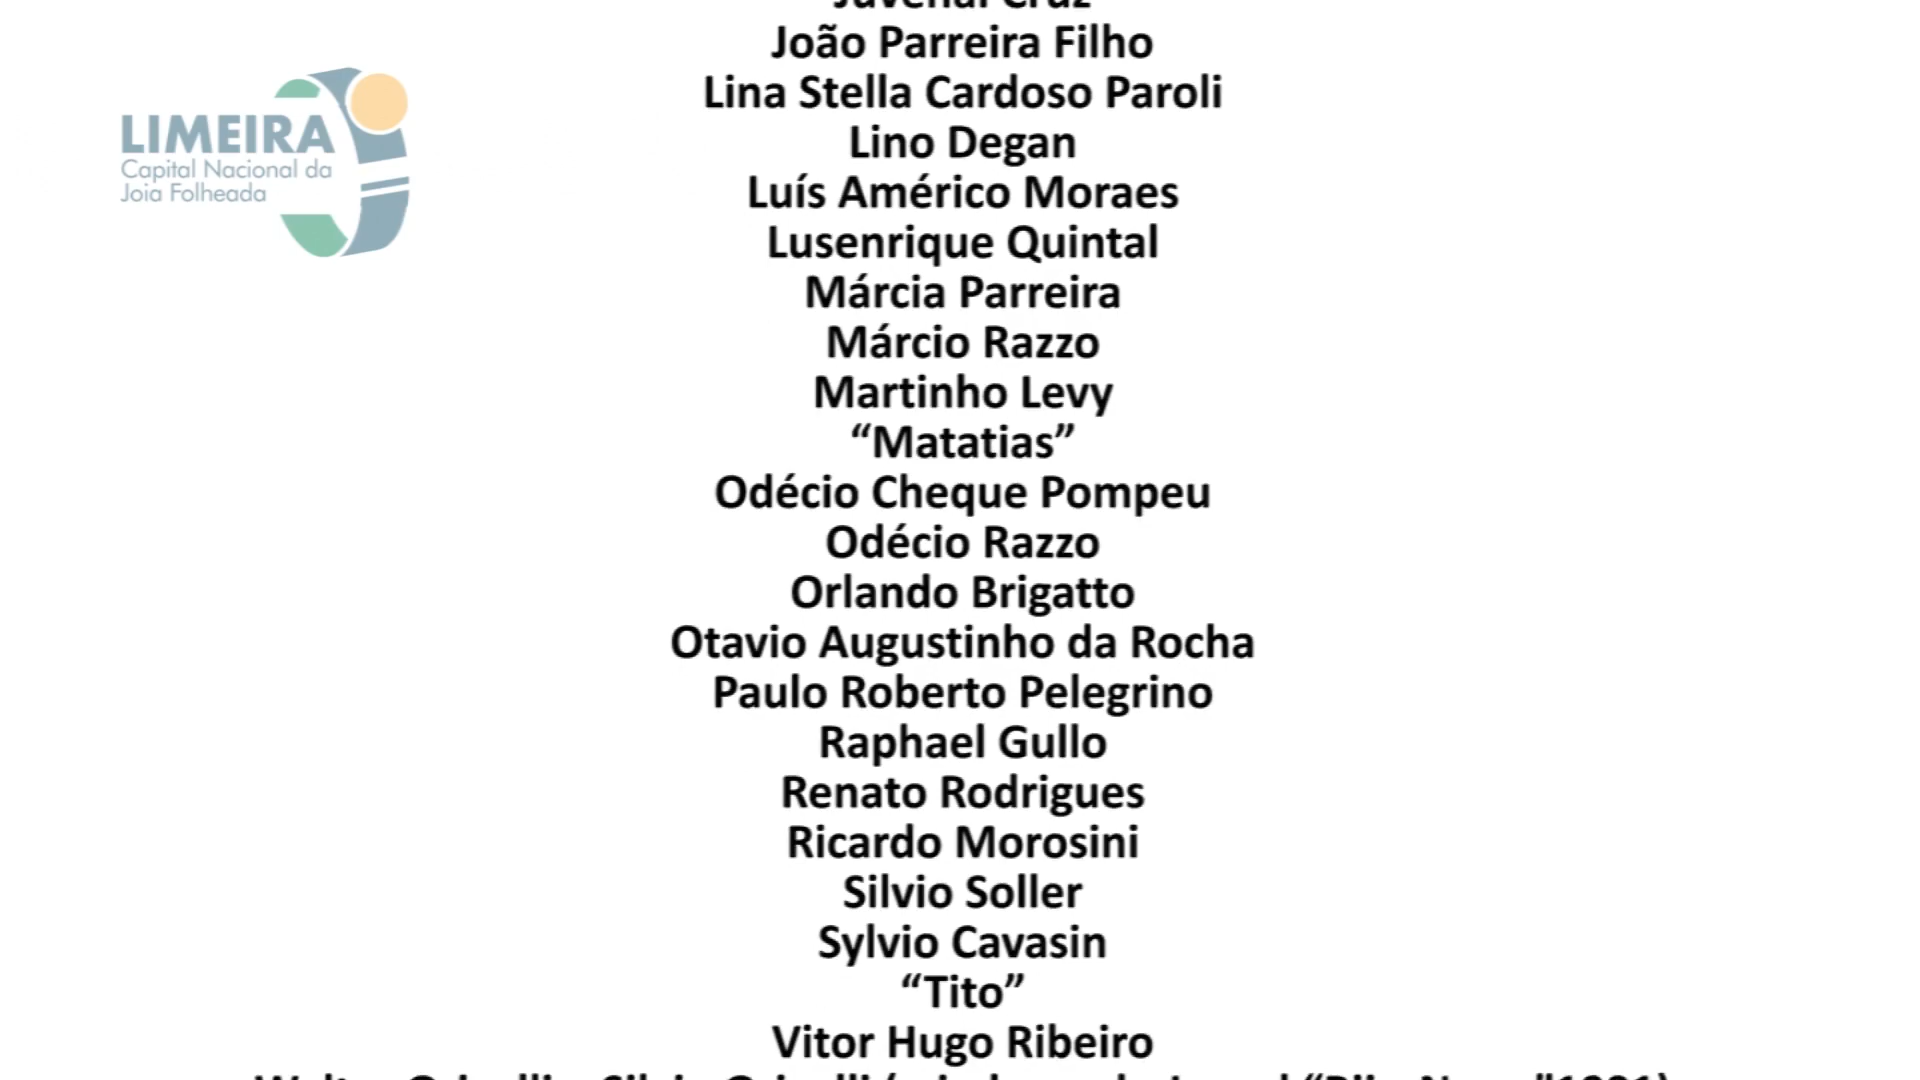 Juvenal Cruz
João Parreira Filho
LIMEIRA
Capital Nacional da
Joia Folheada
Lina Stella Cardoso Paroli
Lino Degan
Luís Américo Moraes
Lusenrique Quintal
Márcia Parreira
Márcio Razzo
Martinho Levy
“Matatias”
Odécio Cheque Pompeu
Odécio Razzo
Orlando Brigatto
Otavio Augustinho da Rocha
Paulo Roberto Pelegrino
Raphael Gullo
Renato Rodrigues
Ricardo Morosini
Silvio Soller
Sylvio Cavasin
“Tito”
Vitor Hugo Ribeiro